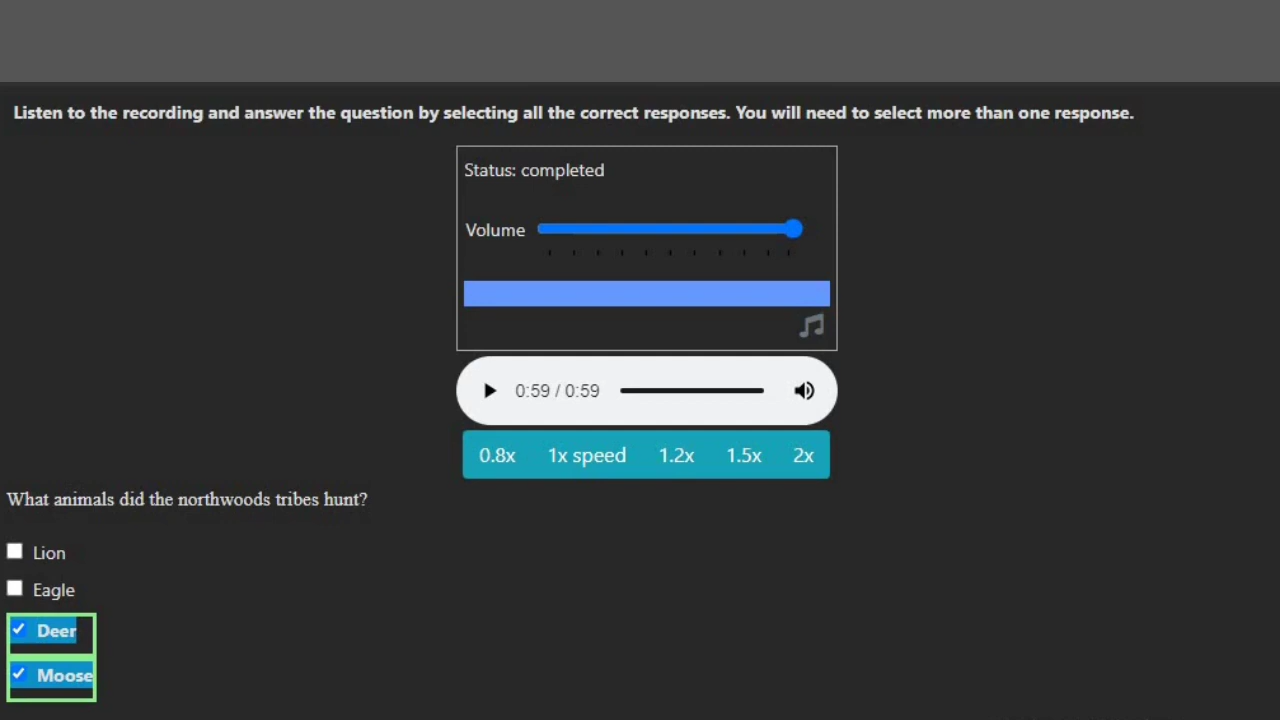 Listen to the recording and answer the question by selecting all the correct responses. You will need to select more than one response.
Status: completed
Volume
0:59 / 0:59
0.8x 1x speed 1.2x 1.5x 2x
What animals did the northwoods tribes hunt?
Lion
Eagle
Deer
Moose